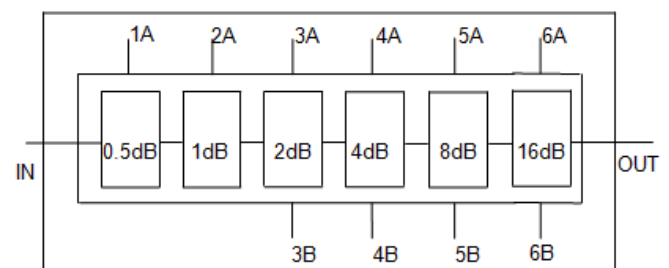 1A 2A 3A 4A 5A 6A
0.5dB 1dB 2dB 4dB 8dB 16dB
IN OUT
3B 4B 5B 6B